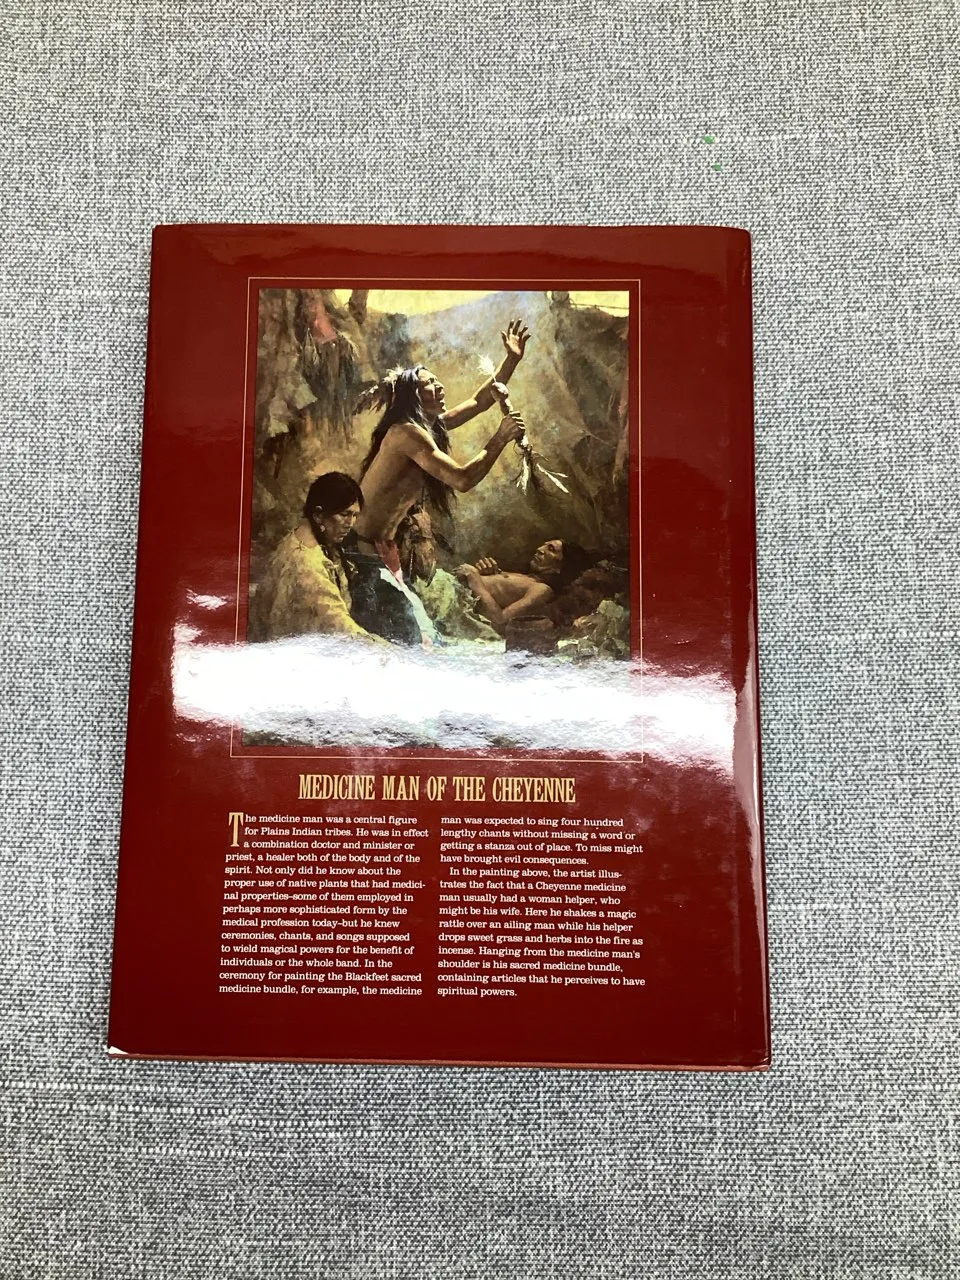 MEDICINE MAN OF THE CHEYENNE
The medicine man was a central figure
for Plains Indian tribes. He was in effect
a combination doctor and minister or
priest, a healer both of the body and of the
spirit. Not only did he know about the
proper use of native plants that had medici-
nal properties–some of them employed in
perhaps more sophisticated form by the
medical profession today–but he knew
ceremonies, chants, and songs supposed
to wield magical powers for the benefit of
individuals or the whole band. In the
ceremony for painting the Blackfeet sacred
medicine bundle, for example, the medicine
man was expected to sing four hundred
lengthy chants without missing a word or
getting a stanza out of place. To miss might
have brought evil consequences.
In the painting above, the artist illus-
trates the fact that a Cheyenne medicine
man usually had a woman helper, who
might be his wife. Here he shakes a magic
rattle over an ailing man while his helper
drops sweet grass and herbs into the fire as
incense. Hanging from the medicine man's
shoulder is his sacred medicine bundle,
containing articles that he perceives to have
spiritual powers.